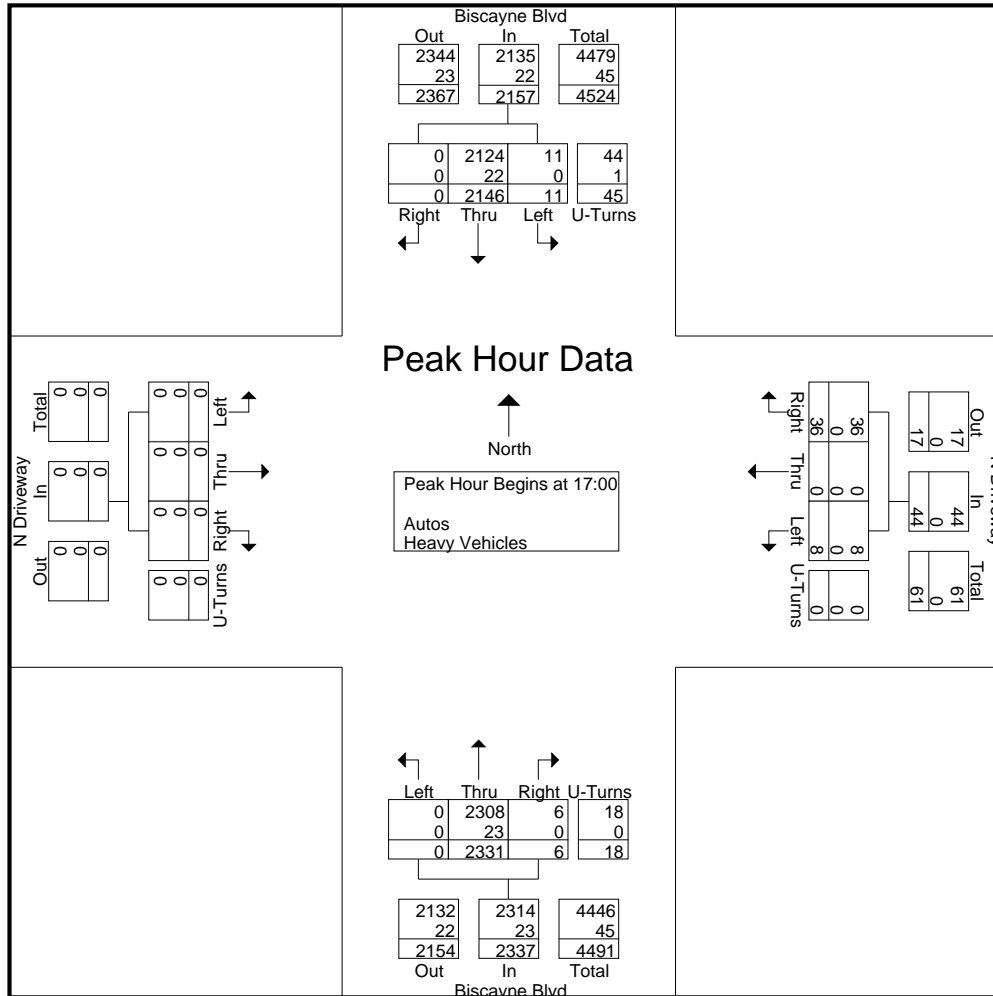 Biscayne Blvd
Out In Total
2344 2135 4479
23 22 45
2367 2157 4524
0 2124 11 44
0 22 0 1
0 2146 11 45
Right Thru Left U-Turns
Peak Hour Data
North
Peak Hour Begins at 17:00
Autos
Heavy Vehicles
N Driveway
Out In Total
0 0 0
0 0 0
0 0 0
Left Thru Right U-Turns
0 0 0 0
0 0 0 0
0 0 0 0
Right Thru Left U-Turns
36 0 8 0
0 0 0 0
36 0 8 0
Out In Total
17 44 61
0 0 0
17 44 61
Left Thru Right U-Turns
0 2308 6 18
0 23 0 0
0 2331 6 18
2132 2314 4446
22 23 45
2154 2337 4491
Out In Total
Biscayne Blvd